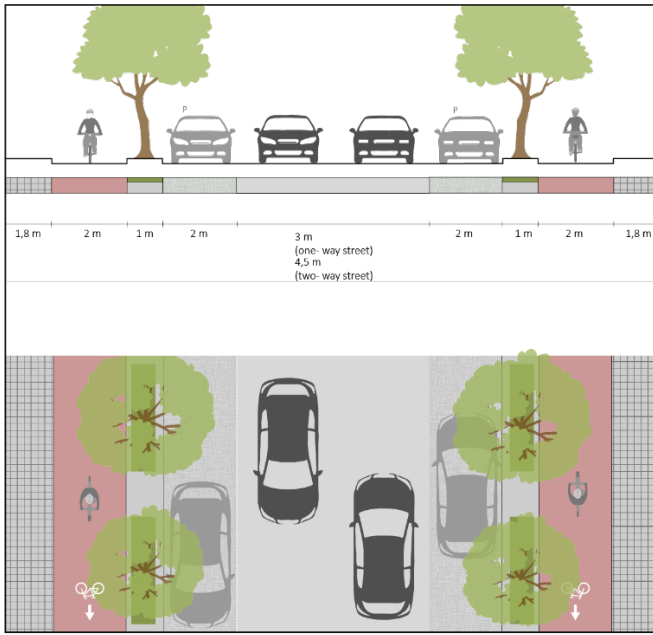 P
P
1,8 m
2 m
1 m
2 m
3 m
(one- way street)
4,5 m
(two- way street)
2 m
1 m
2 m
1,8 m